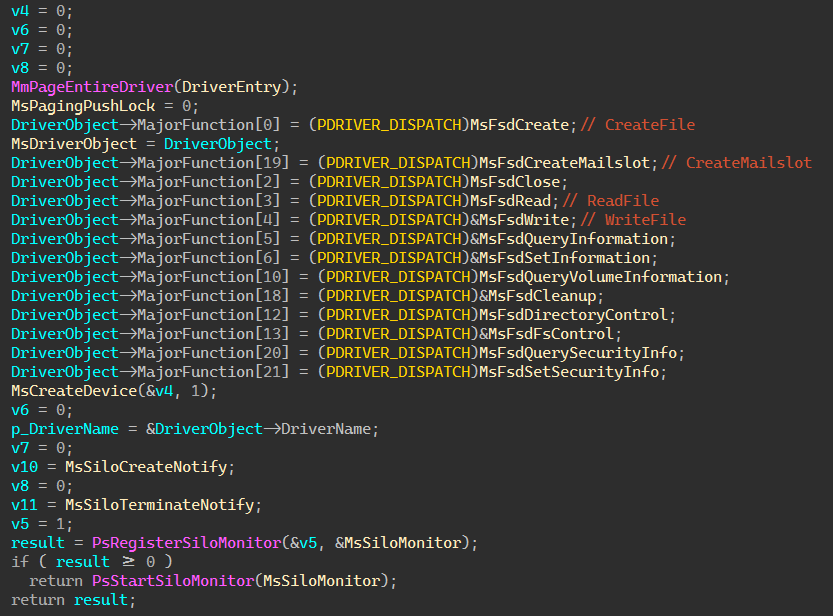 v4 = 0;
v6 = 0;
v7 = 0;
v8 = 0;
MmPageEntireDriver(DriverEntry);
MsPagingPushLock = 0;
DriverObject→MajorFunction[0] = (PDRIVER_DISPATCH)MsFsdCreate;// CreateFile
MsDriverObject = DriverObject;
DriverObject→MajorFunction[19] = (PDRIVER_DISPATCH)MsFsdCreateMailslot;// CreateMailslot
DriverObject→MajorFunction[2] = (PDRIVER_DISPATCH)MsFsdClose;
DriverObject→MajorFunction[3] = (PDRIVER_DISPATCH)MsFsdRead;// ReadFile
DriverObject→MajorFunction[4] = (PDRIVER_DISPATCH)&MsFsdWrite;// WriteFile
DriverObject→MajorFunction[5] = (PDRIVER_DISPATCH)&MsFsdQueryInformation;
DriverObject→MajorFunction[6] = (PDRIVER_DISPATCH)&MsFsdSetInformation;
DriverObject→MajorFunction[10] = (PDRIVER_DISPATCH)MsFsdQueryVolumeInformation;
DriverObject→MajorFunction[18] = (PDRIVER_DISPATCH)&MsFsdCleanup;
DriverObject→MajorFunction[12] = (PDRIVER_DISPATCH)MsFsdDirectoryControl;
DriverObject→MajorFunction[13] = (PDRIVER_DISPATCH)&MsFsdFsControl;
DriverObject→MajorFunction[20] = (PDRIVER_DISPATCH)MsFsdQuerySecurityInfo;
DriverObject→MajorFunction[21] = (PDRIVER_DISPATCH)MsFsdSetSecurityInfo;
MsCreateDevice(&v4, 1);
v6 = 0;
p_DriverName = &DriverObject→DriverName;
v7 = 0;
v10 = MsSiloCreateNotify;
v8 = 0;
v11 = MsSiloTerminateNotify;
v5 = 1;
result = PsRegisterSiloMonitor(&v5, &MsSiloMonitor);
if ( result ≥ 0 )
  return PsStartSiloMonitor(MsSiloMonitor);
return result;